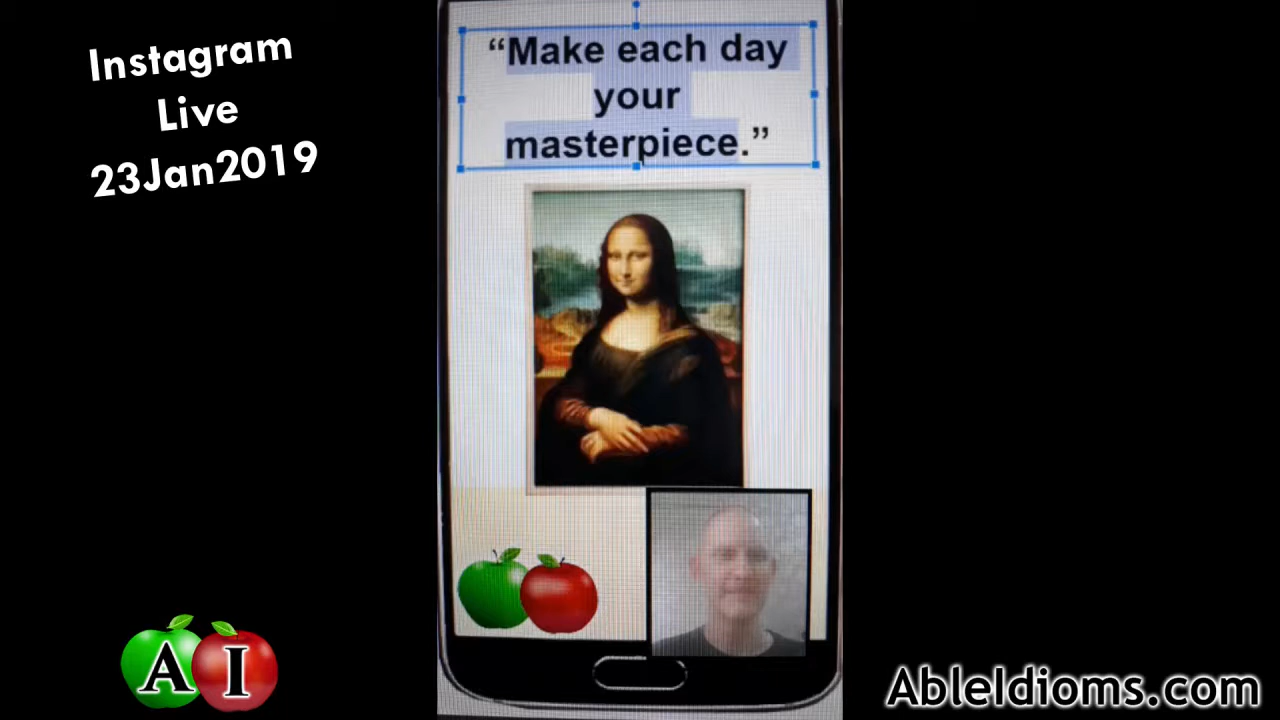 Instagram
Live
23Jan2019
“Make each day
your
masterpiece.”
AI
AbleIdioms.com